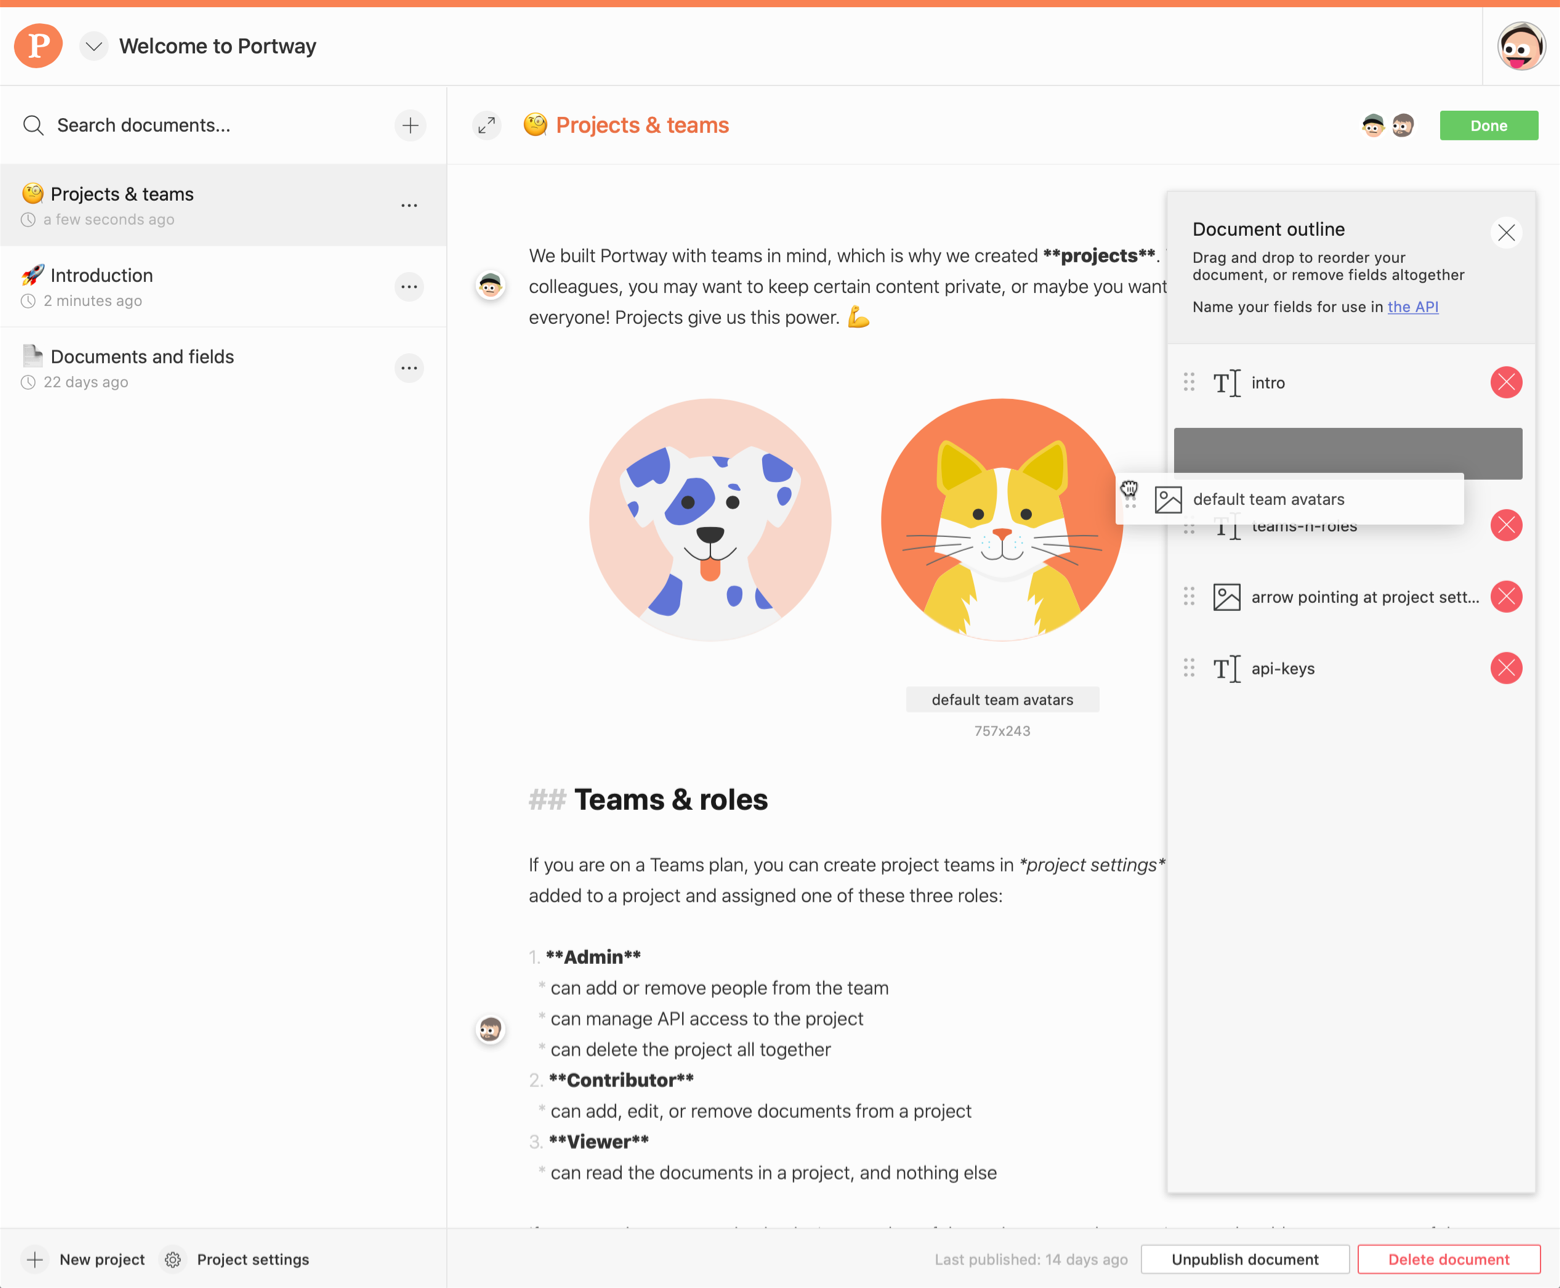 P
Welcome to Portway
Search documents...
Projects & teams
a few seconds ago
Introduction
2 minutes ago
Documents and fields
22 days ago
Projects & teams
Done
We built Portway with teams in mind, which is why we created **projects**.
colleagues, you may want to keep certain content private, or maybe you want
everyone! Projects give us this power.
default team avatars
757x243
## Teams & roles
If you are on a Teams plan, you can create project teams in *project settings*
added to a project and assigned one of these three roles:
1. **Admin**
* can add or remove people from the team
* can manage API access to the project
* can delete the project all together
2. **Contributor**
* can add, edit, or remove documents from a project
3. **Viewer**
* can read the documents in a project, and nothing else
Document outline
Drag and drop to reorder your
document, or remove fields altogether
Name your fields for use in the API
intro
default team avatars
teams-n-roles
arrow pointing at project sett...
api-keys
New project
Project settings
Last published: 14 days ago
Unpublish document
Delete document